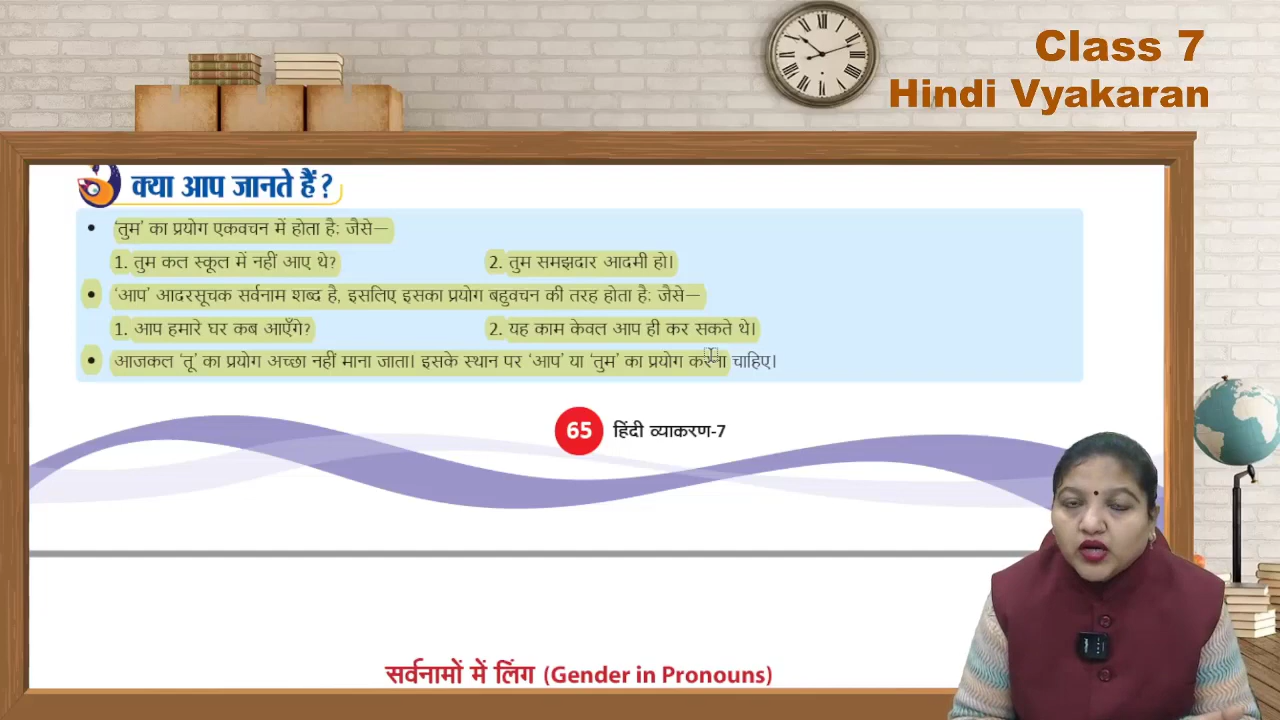 Class 7
Hindi Vyakaran
क्या आप जानते हैं?
• 'तुम' का प्रयोग एकवचन में होता है; जैसे—
1. तुम कल स्कूल में नहीं आए थे? 2. तुम समझदार आदमी हो।
• 'आप' आदरसूचक सर्वनाम शब्द है, इसलिए इसका प्रयोग बहुवचन की तरह होता है; जैसे—
1. आप हमारे घर कब आएँगे? 2. यह काम केवल आप ही कर सकते थे।
• आजकल 'तू' का प्रयोग अच्छा नहीं माना जाता। इसके स्थान पर 'आप' या 'तुम' का प्रयोग करना चाहिए।
65 हिंदी व्याकरण-7
सर्वनामों में लिंग (Gender in Pronouns)